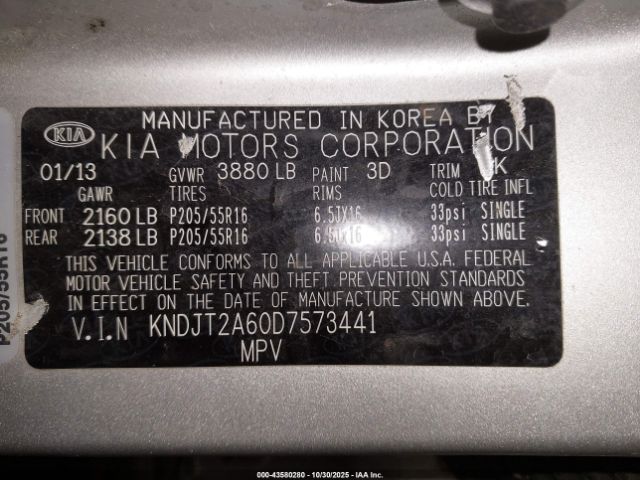 MANUFACTURED IN KOREA BY
KIA KIA MOTORS CORPORATION
01/13 GVWR 3880 LB PAINT 3D TRIM K
GAWR TIRES RIMS COLD TIRE INFL
FRONT 2160 LB P205/55R16 6.5JX16 33psi SINGLE
REAR 2138 LB P205/55R16 6.5JX16 33psi SINGLE
THIS VEHICLE CONFORMS TO ALL APPLICABLE U.S.A. FEDERAL
MOTOR VEHICLE SAFETY AND THEFT PREVENTION STANDARDS
IN EFFECT ON THE DATE OF MANUFACTURE SHOWN ABOVE.
V.I.N KNDJT2A60D7573441
MPV
P205/55R16
000-43580280 - 10/30/2025 - IAA Inc.